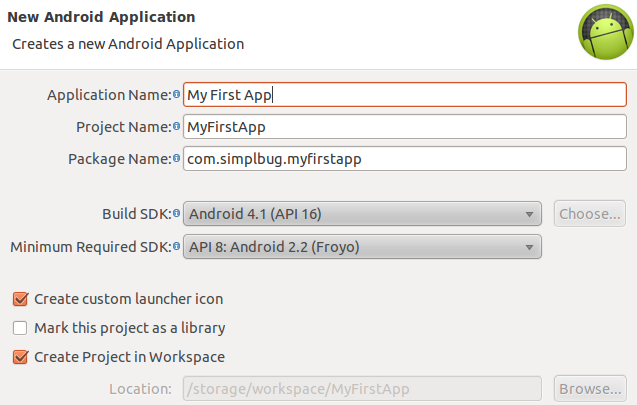 New Android Application
Creates a new Android Application
Application Name: My First App
Project Name: MyFirstApp
Package Name: com.simplbug.myfirstapp
Build SDK: Android 4.1 (API 16) Choose...
Minimum Required SDK: API 8: Android 2.2 (Froyo)
Create custom launcher icon
Mark this project as a library
Create Project in Workspace
Location: /storage/workspace/MyFirstApp Browse...